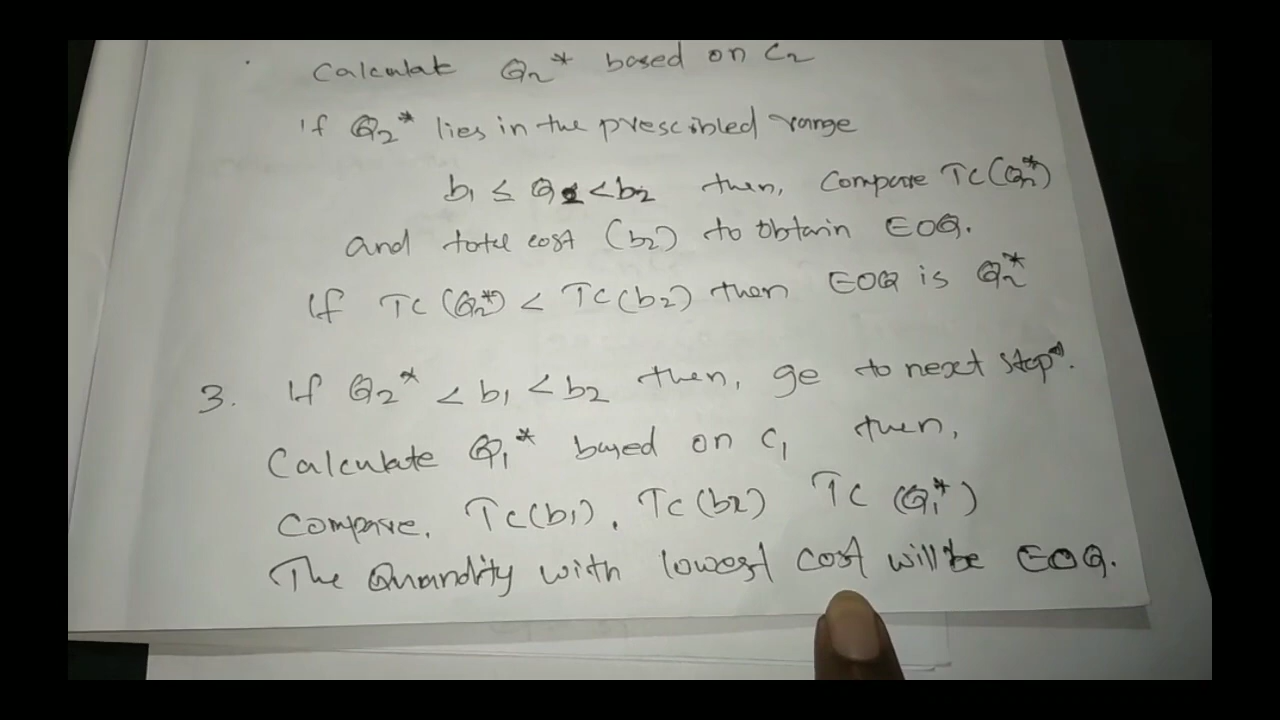 Calculate Q2* based on C2
If Q2* lies in the prescibled range
b1 ≤ Q2 < b2 then, Compare TC(Q2*)
and total cost (b2) to obtain EOQ.
If TC (Q2*) < TC (b2) then EOQ is Q2*
3. If Q2* < b1 < b2 then, ge to next step.
Calculate Q1* based on C1 then,
Compare, TC(b1), TC(b2) TC (Q1*)
The Quandity with lowest cost will be EOQ.